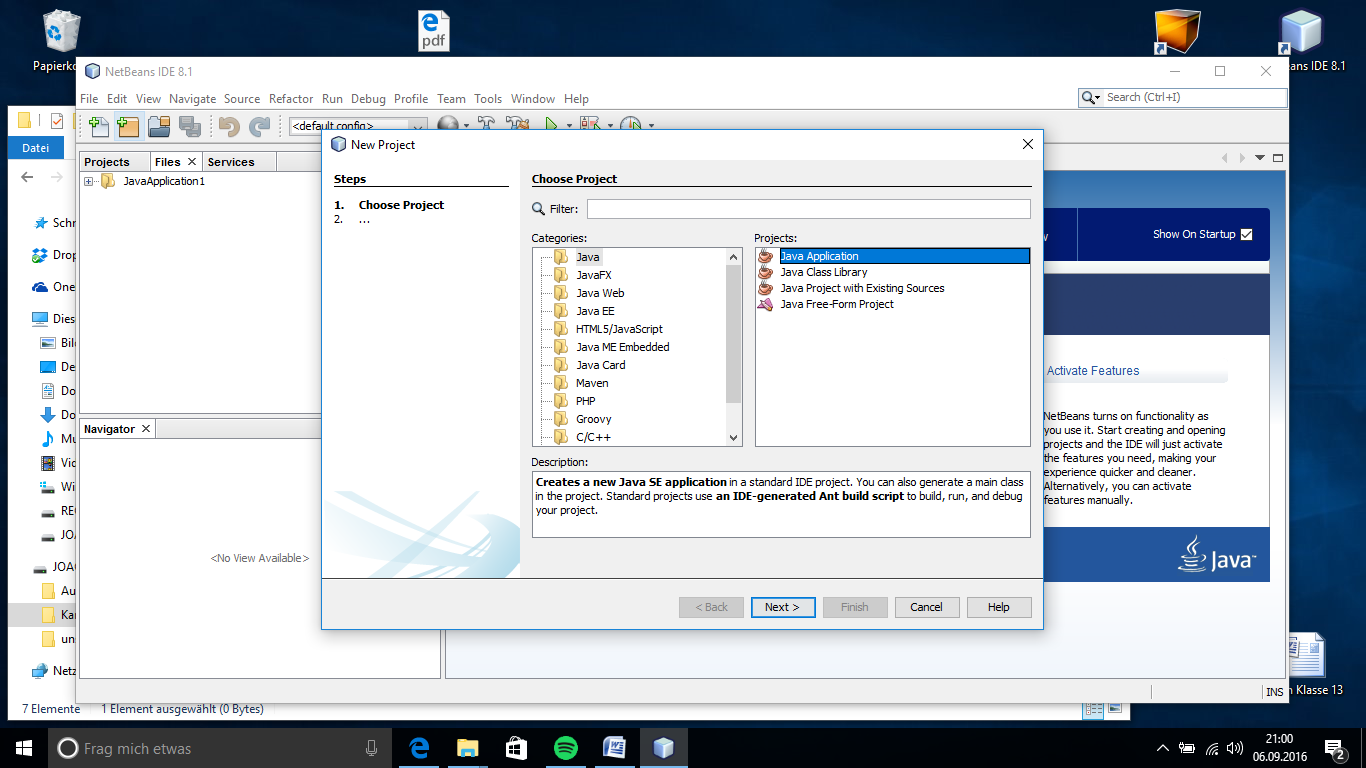 pdf
Papierko
ans IDE 8.1
NetBeans IDE 8.1
File Edit View Navigate Source Refactor Run Debug Profile Team Tools Window Help
Search (Ctrl+I)
<default config>
Datei
Projects Files Services
JavaApplication1
New Project
Steps
1. Choose Project
2. ...
Choose Project
Filter:
Categories:
Java
JavaFX
Java Web
Java EE
HTML5/JavaScript
Java ME Embedded
Java Card
Maven
PHP
Groovy
C/C++
Projects:
Java Application
Java Class Library
Java Project with Existing Sources
Java Free-Form Project
Description:
Creates a new Java SE application in a standard IDE project. You can also generate a main class
in the project. Standard projects use an IDE-generated Ant build script to build, run, and debug
your project.
< Back Next > Finish Cancel Help
Show On Startup
Activate Features
NetBeans turns on functionality as
you use it. Start creating and opening
projects and the IDE will just activate
the features you need, making your
experience quicker and cleaner.
Alternatively, you can activate
features manually.
Java™
Schr
Drop
One
Dies
Bil
De
Do
Do
Mu
Vid
Wi
REC
JOA
JOAC
Au
Kar
un
Netz
Navigator
<No View Available>
INS
n Klasse 13
7 Elemente 1 Element ausgewählt (0 Bytes)
Frag mich etwas
21:00
06.09.2016
2